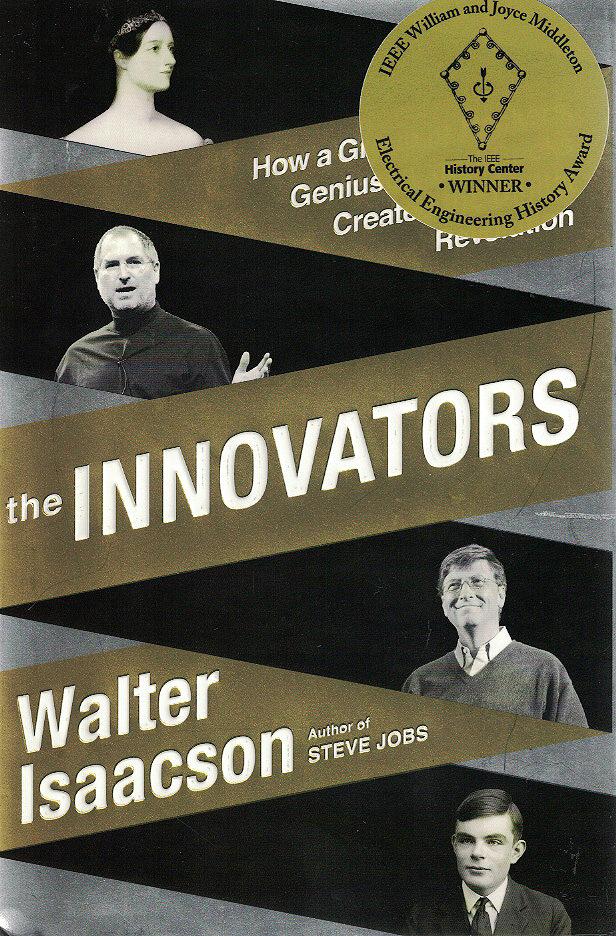 IEEE William and Joyce Middleton
The IEEE
History Center
• WINNER •
Electrical Engineering History Award
How a
Genius
the INNOVATORS
Walter
Isaacson
Author of
STEVE JOBS